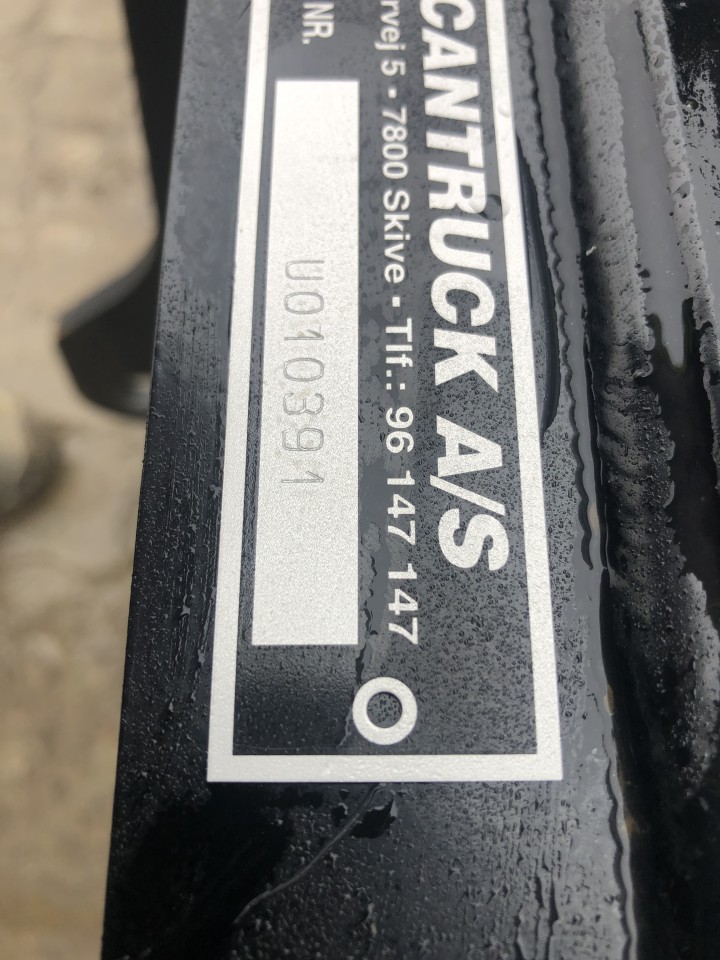 CANTRUCK A/S
rvej 5 - 7800 Skive - Tlf.: 96 147 147
NR.
U010391